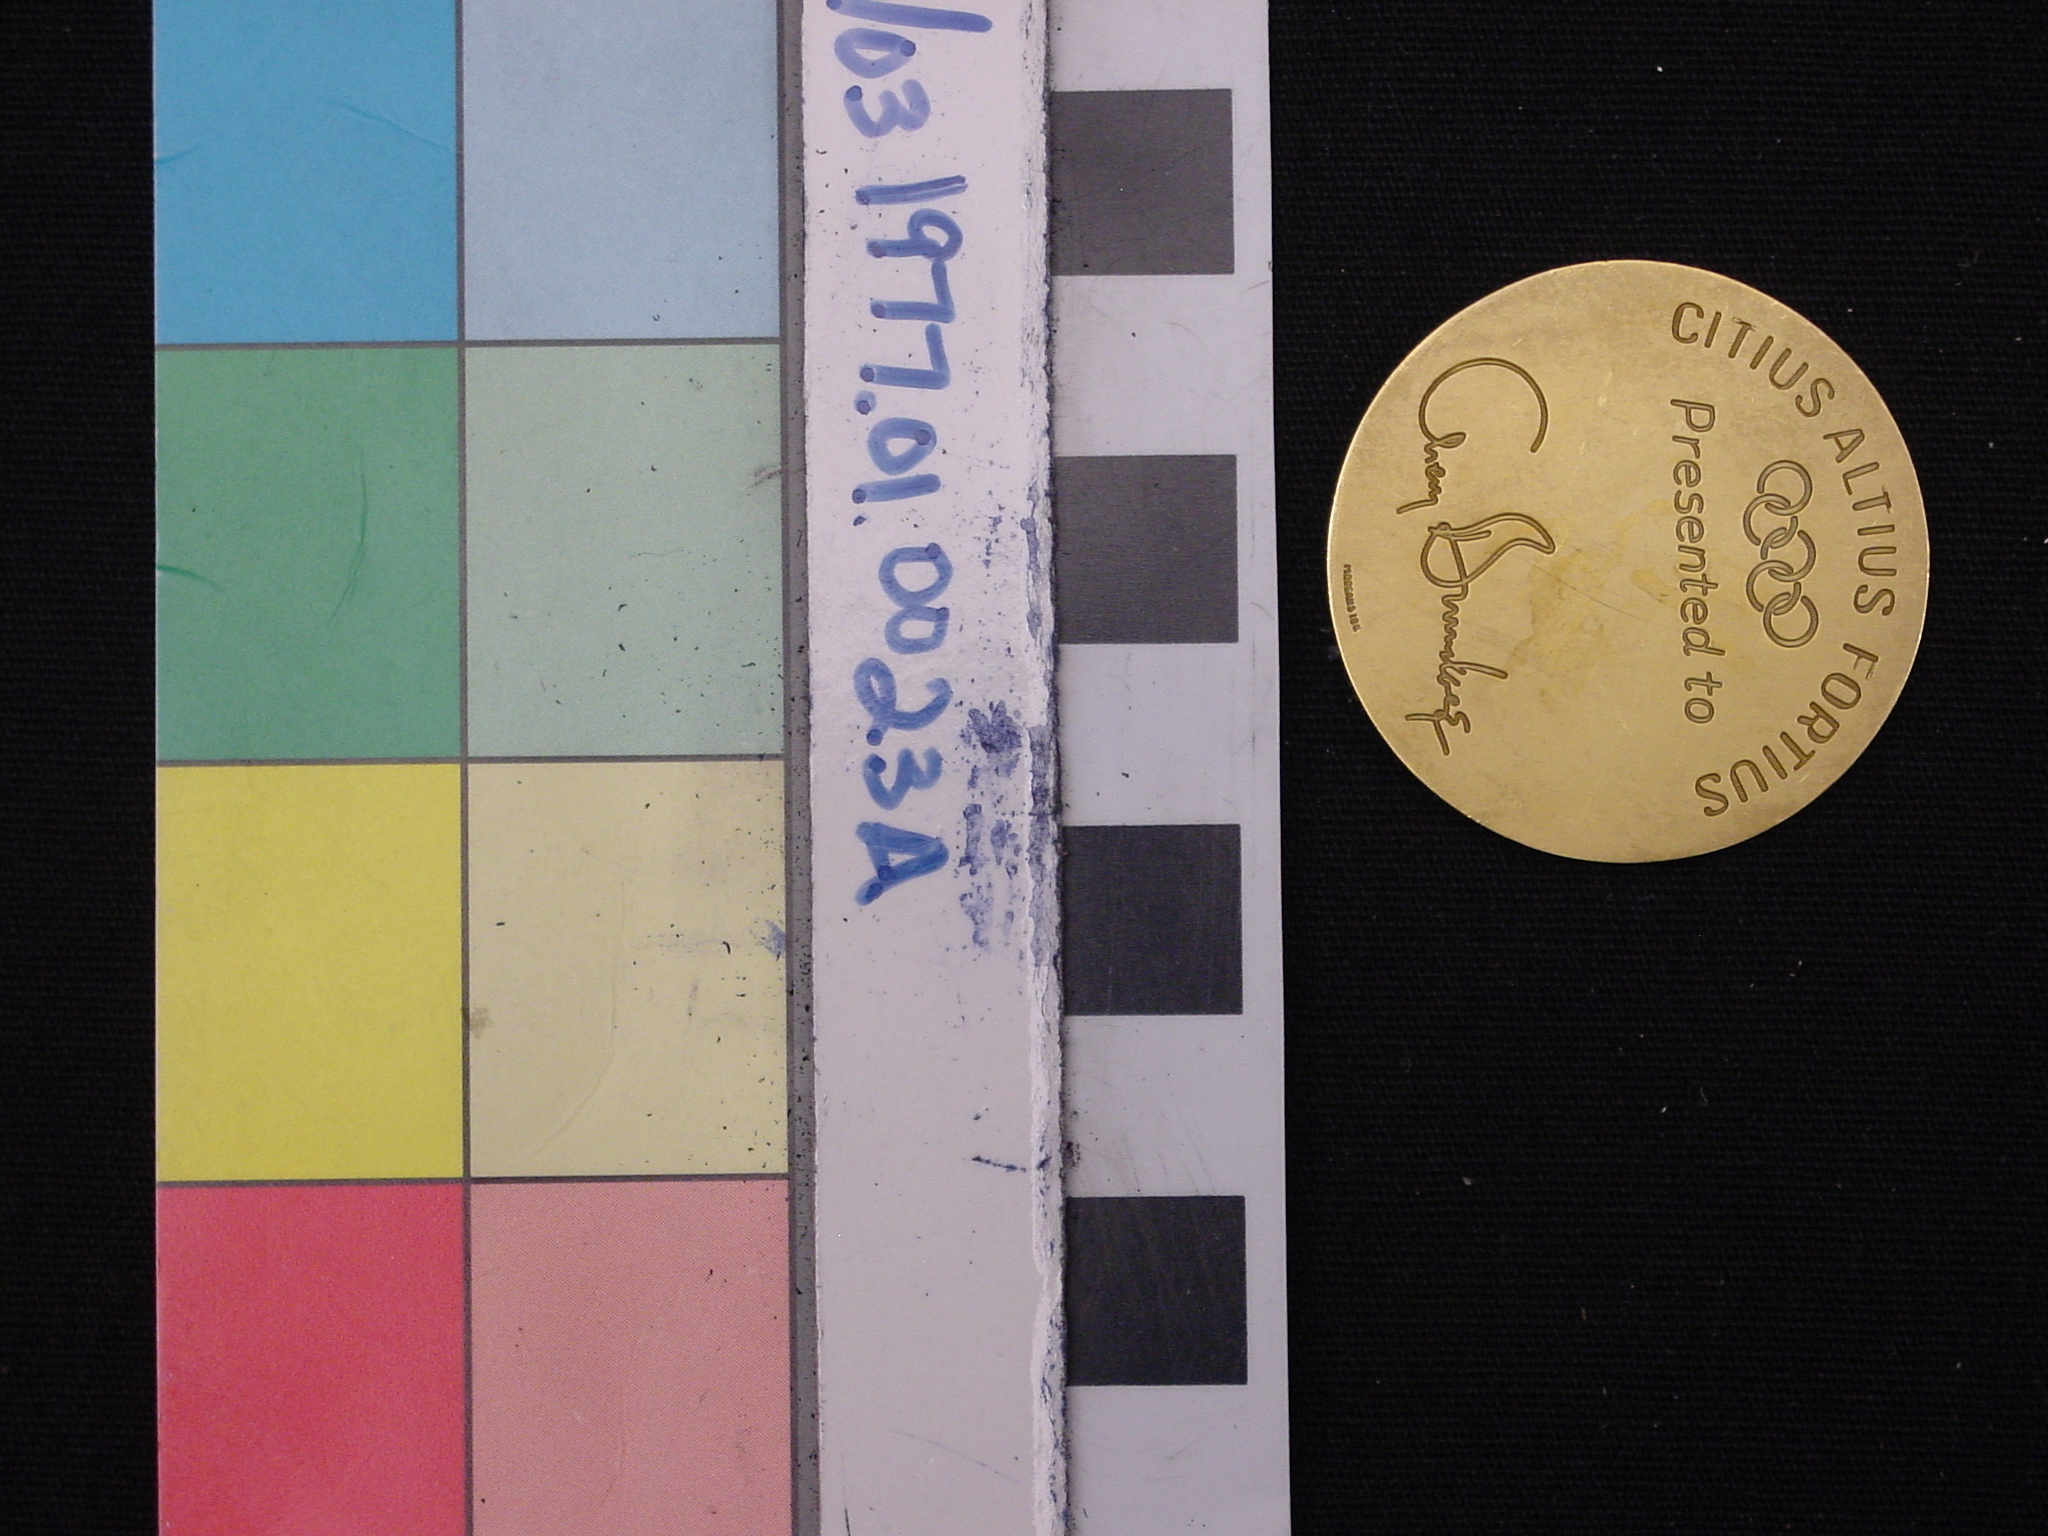 /03 1977.01.0023A
CITIUS ALTIUS FORTIUS
Presented to